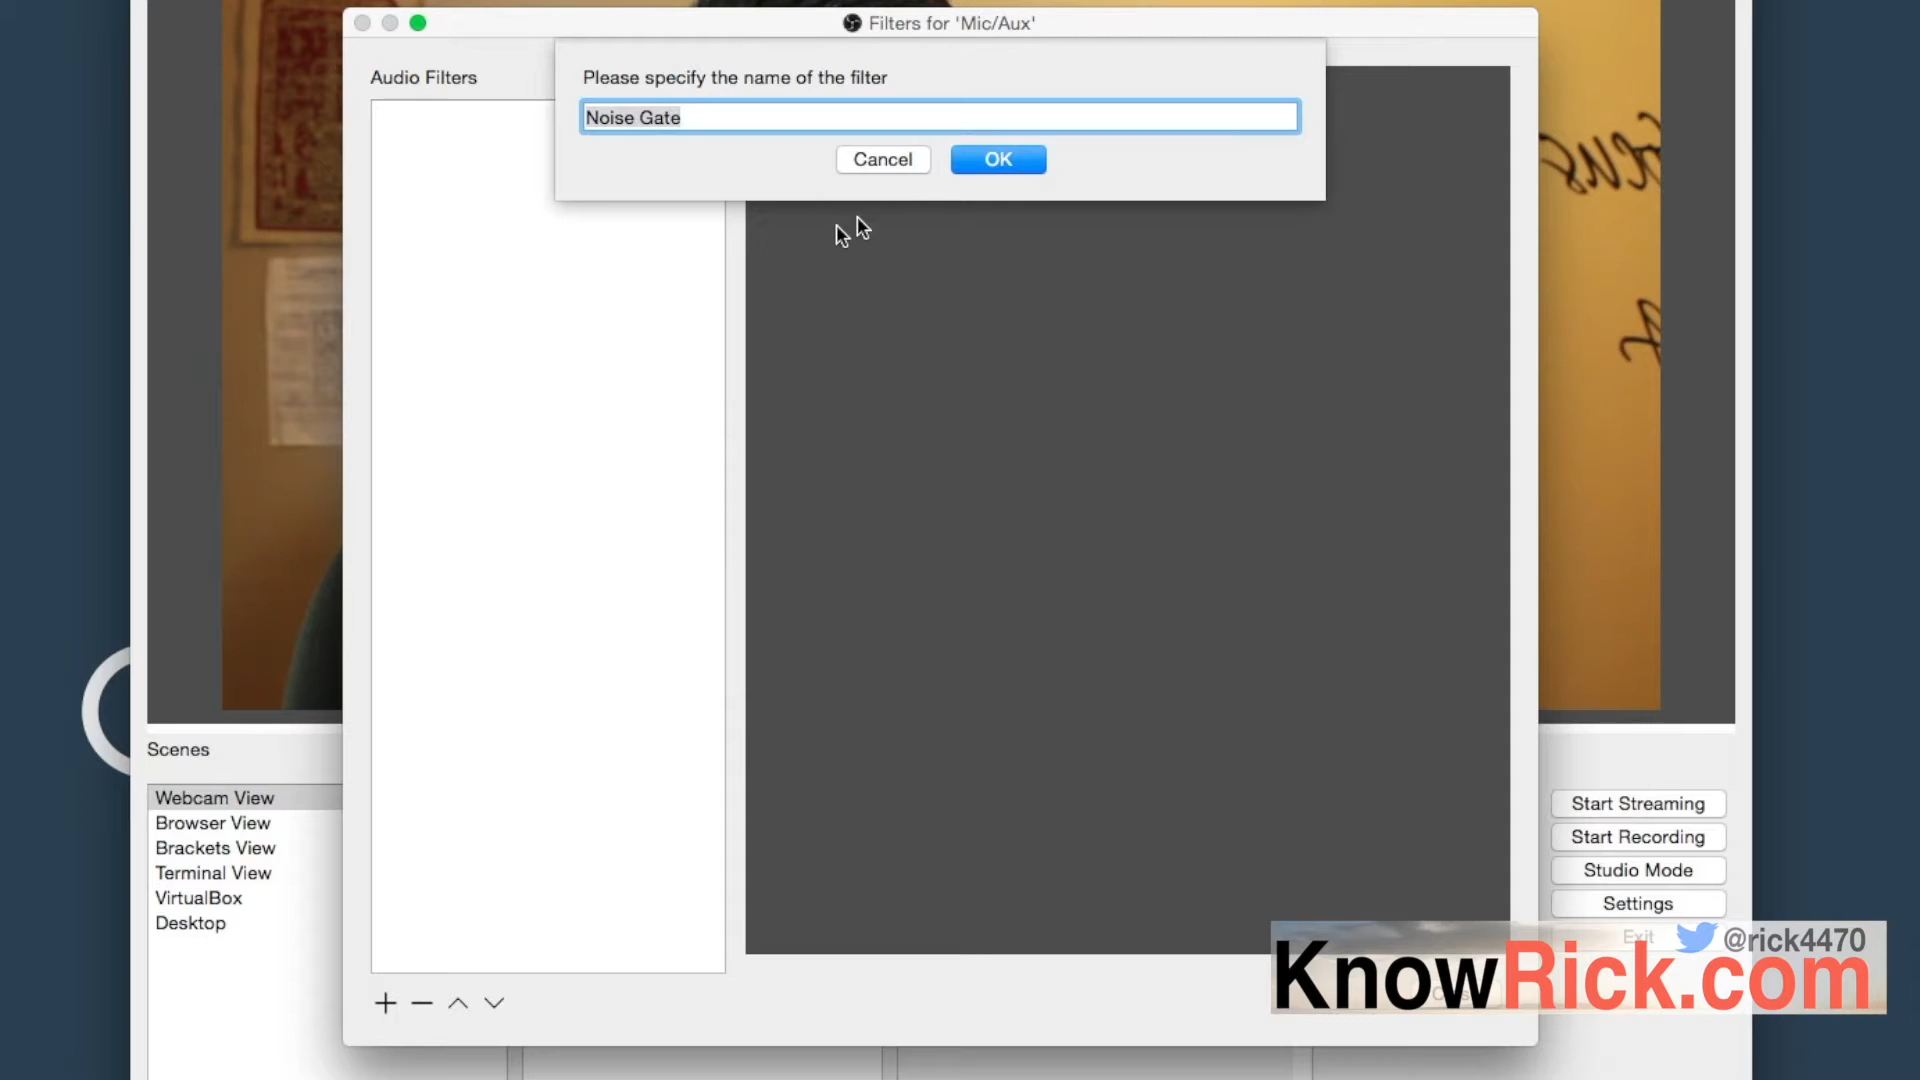 Filters for 'Mic/Aux'
Audio Filters
Please specify the name of the filter
Noise Gate
Cancel
OK
Scenes
Webcam View
Browser View
Brackets View
Terminal View
VirtualBox
Desktop
Start Streaming
Start Recording
Studio Mode
Settings
Exit
@rick4470
KnowRick.com